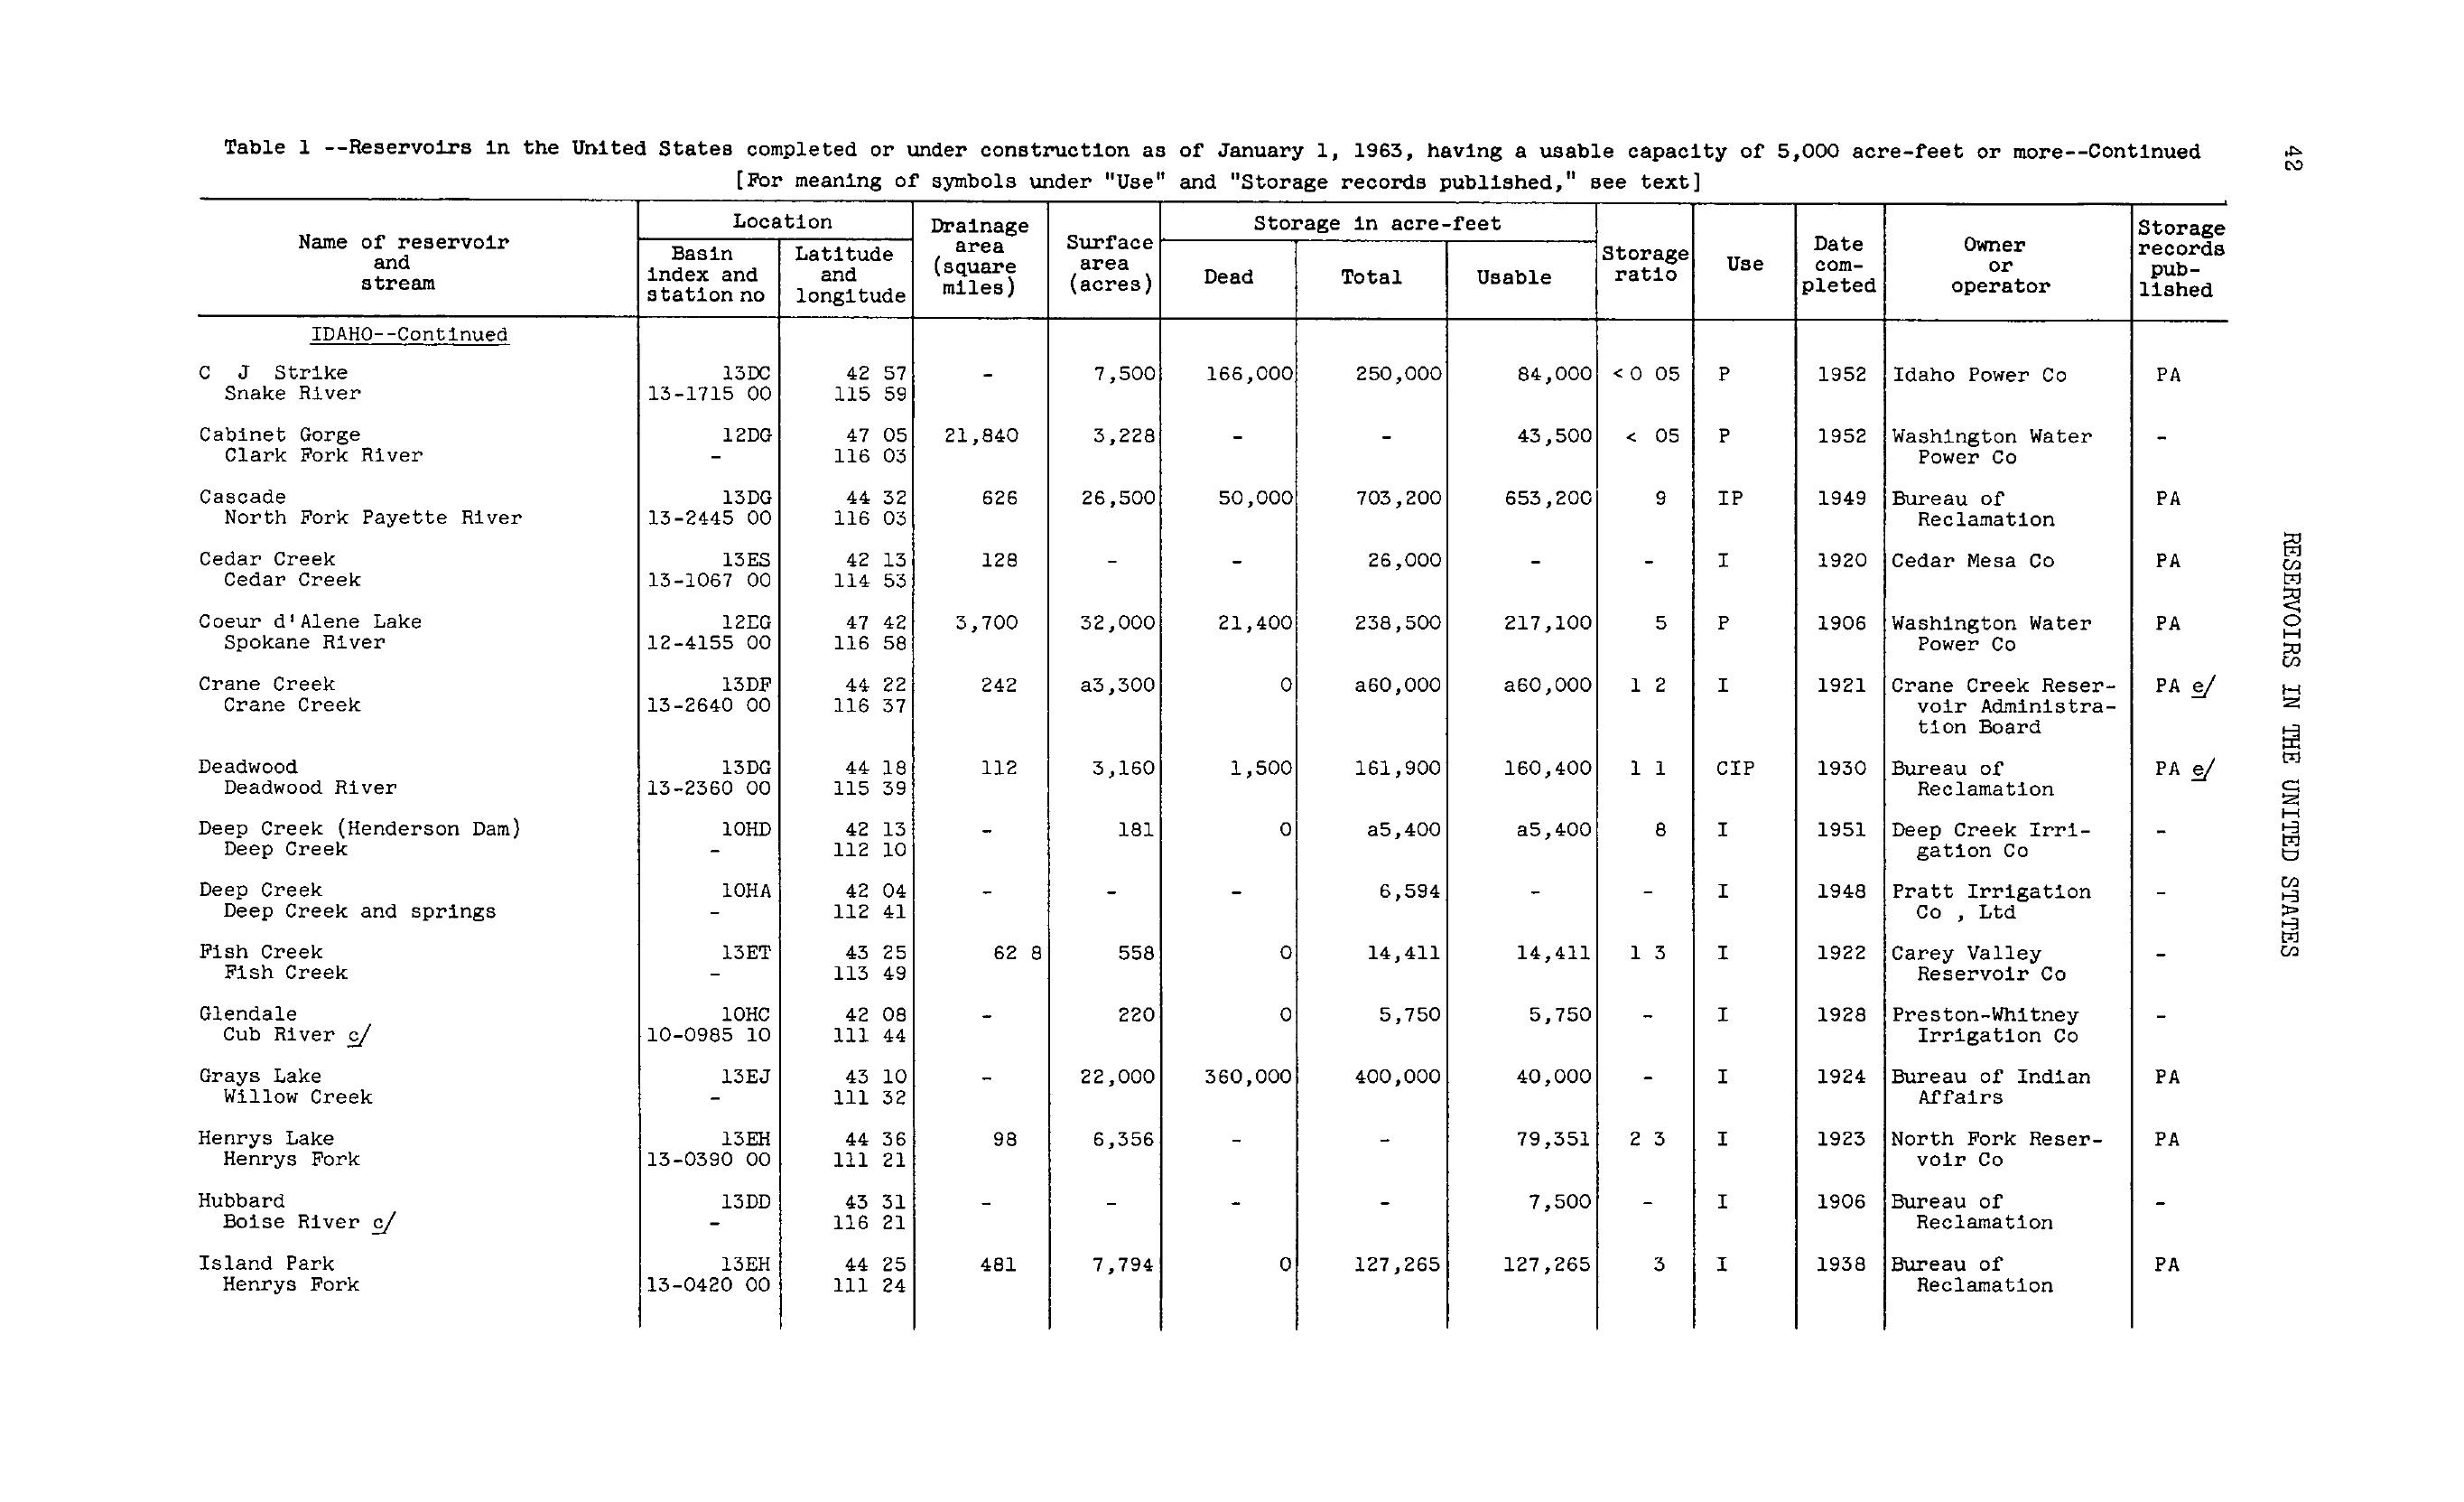 Table 1 --Reservoirs in the United States completed or under construction as of January 1, 1963, having a usable capacity of 5,000 acre-feet or more--Continued
[For meaning of symbols under "Use" and "Storage records published," see text]
42
Name of reservoir and stream | Location | Drainage area (square miles) | Surface area (acres) | Storage in acre-feet | Storage ratio | Use | Date com-pleted | Owner or operator | Storage records pub-lished
Basin index and station no | Latitude and longitude | Dead | Total | Usable
IDAHO--Continued
C J Strike 13DC 42 57 - 7,500 166,000 250,000 84,000 <0 05 P 1952 Idaho Power Co PA
Snake River 13-1715 00 115 59
Cabinet Gorge 12DG 47 05 21,840 3,228 - - 43,500 < 05 P 1952 Washington Water -
Clark Fork River - 116 03 Power Co
Cascade 13DG 44 32 626 26,500 50,000 703,200 653,200 9 IP 1949 Bureau of PA
North Fork Payette River 13-2445 00 116 03 Reclamation
Cedar Creek 13ES 42 13 128 - - 26,000 - - I 1920 Cedar Mesa Co PA
Cedar Creek 13-1067 00 114 53
Coeur d'Alene Lake 47 42 3,700 32,000 21,400 238,500 217,100 5 P 1906 Washington Water PA
Spokane River 12-4155 00 116 58 Power Co
Crane Creek 13DF 44 22 242 a3,300 0 a60,000 a60,000 1 2 I 1921 Crane Creek Reser- PA e/
Crane Creek 13-2640 00 116 37 voir Administra-
tion Board
Deadwood 13DG 44 18 112 3,160 1,500 161,900 160,400 1 1 CIP 1930 Bureau of PA e/
Deadwood River 13-2360 00 115 39 Reclamation
Deep Creek (Henderson Dam) 10HD 42 13 - 181 0 a5,400 a5,400 8 I 1951 Deep Creek Irri- -
Deep Creek - 112 10 gation Co
Deep Creek 10HA 42 04 - - - 6,594 - - I 1948 Pratt Irrigation -
Deep Creek and springs - 112 41 Co , Ltd
Fish Creek 13ET 43 25 62 8 558 0 14,411 14,411 1 3 I 1922 Carey Valley -
Fish Creek - 113 49 Reservoir Co
Glendale 10HC 42 08 - 220 0 5,750 5,750 - I 1928 Preston-Whitney -
Cub River c/ 10-0985 10 111 44 Irrigation Co
Grays Lake 13EJ 43 10 - 22,000 360,000 400,000 40,000 - I 1924 Bureau of Indian PA
Willow Creek - 111 32 Affairs
Henrys Lake 13EH 44 36 98 6,356 - - 79,351 2 3 I 1923 North Fork Reser- PA
Henrys Fork 13-0390 00 111 21 voir Co
Hubbard 13DD 43 31 - - - - 7,500 - I 1906 Bureau of -
Boise River c/ - 116 21 Reclamation
Island Park 13EH 44 25 481 7,794 0 127,265 127,265 3 I 1938 Bureau of PA
Henrys Fork 13-0420 00 111 24 Reclamation
RESERVOIRS IN THE UNITED STATES